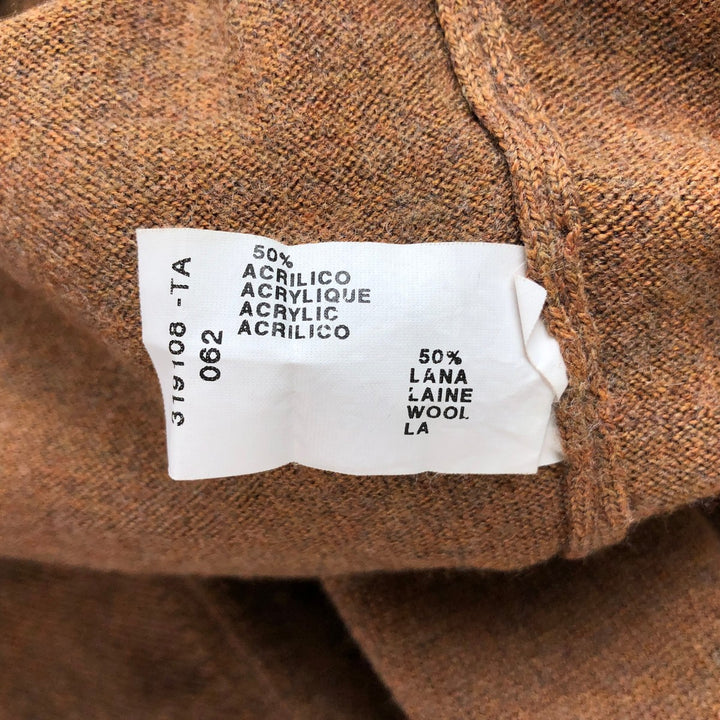 319108 -TA
062
50%
ACRILICO
ACRYLIQUE
ACRYLIC
ACRILICO
50%
LANA
LAINE
WOOL
LA